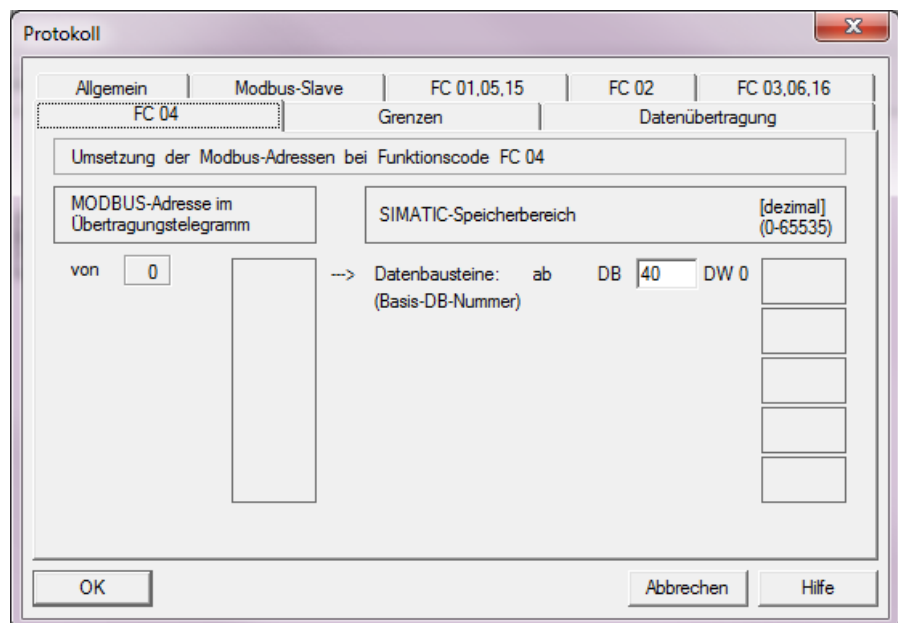 Protokoll
x
Allgemein Modbus-Slave FC 01,05,15 FC 02 FC 03,06,16
FC 04 Grenzen Datenübertragung
Umsetzung der Modbus-Adressen bei Funktionscode FC 04
MODBUS-Adresse im
Übertragungstelegramm
SIMATIC-Speicherbereich
[dezimal]
(0-65535)
von 0 ---> Datenbausteine: ab DB 40 DW 0
(Basis-DB-Nummer)
OK Abbrechen Hilfe